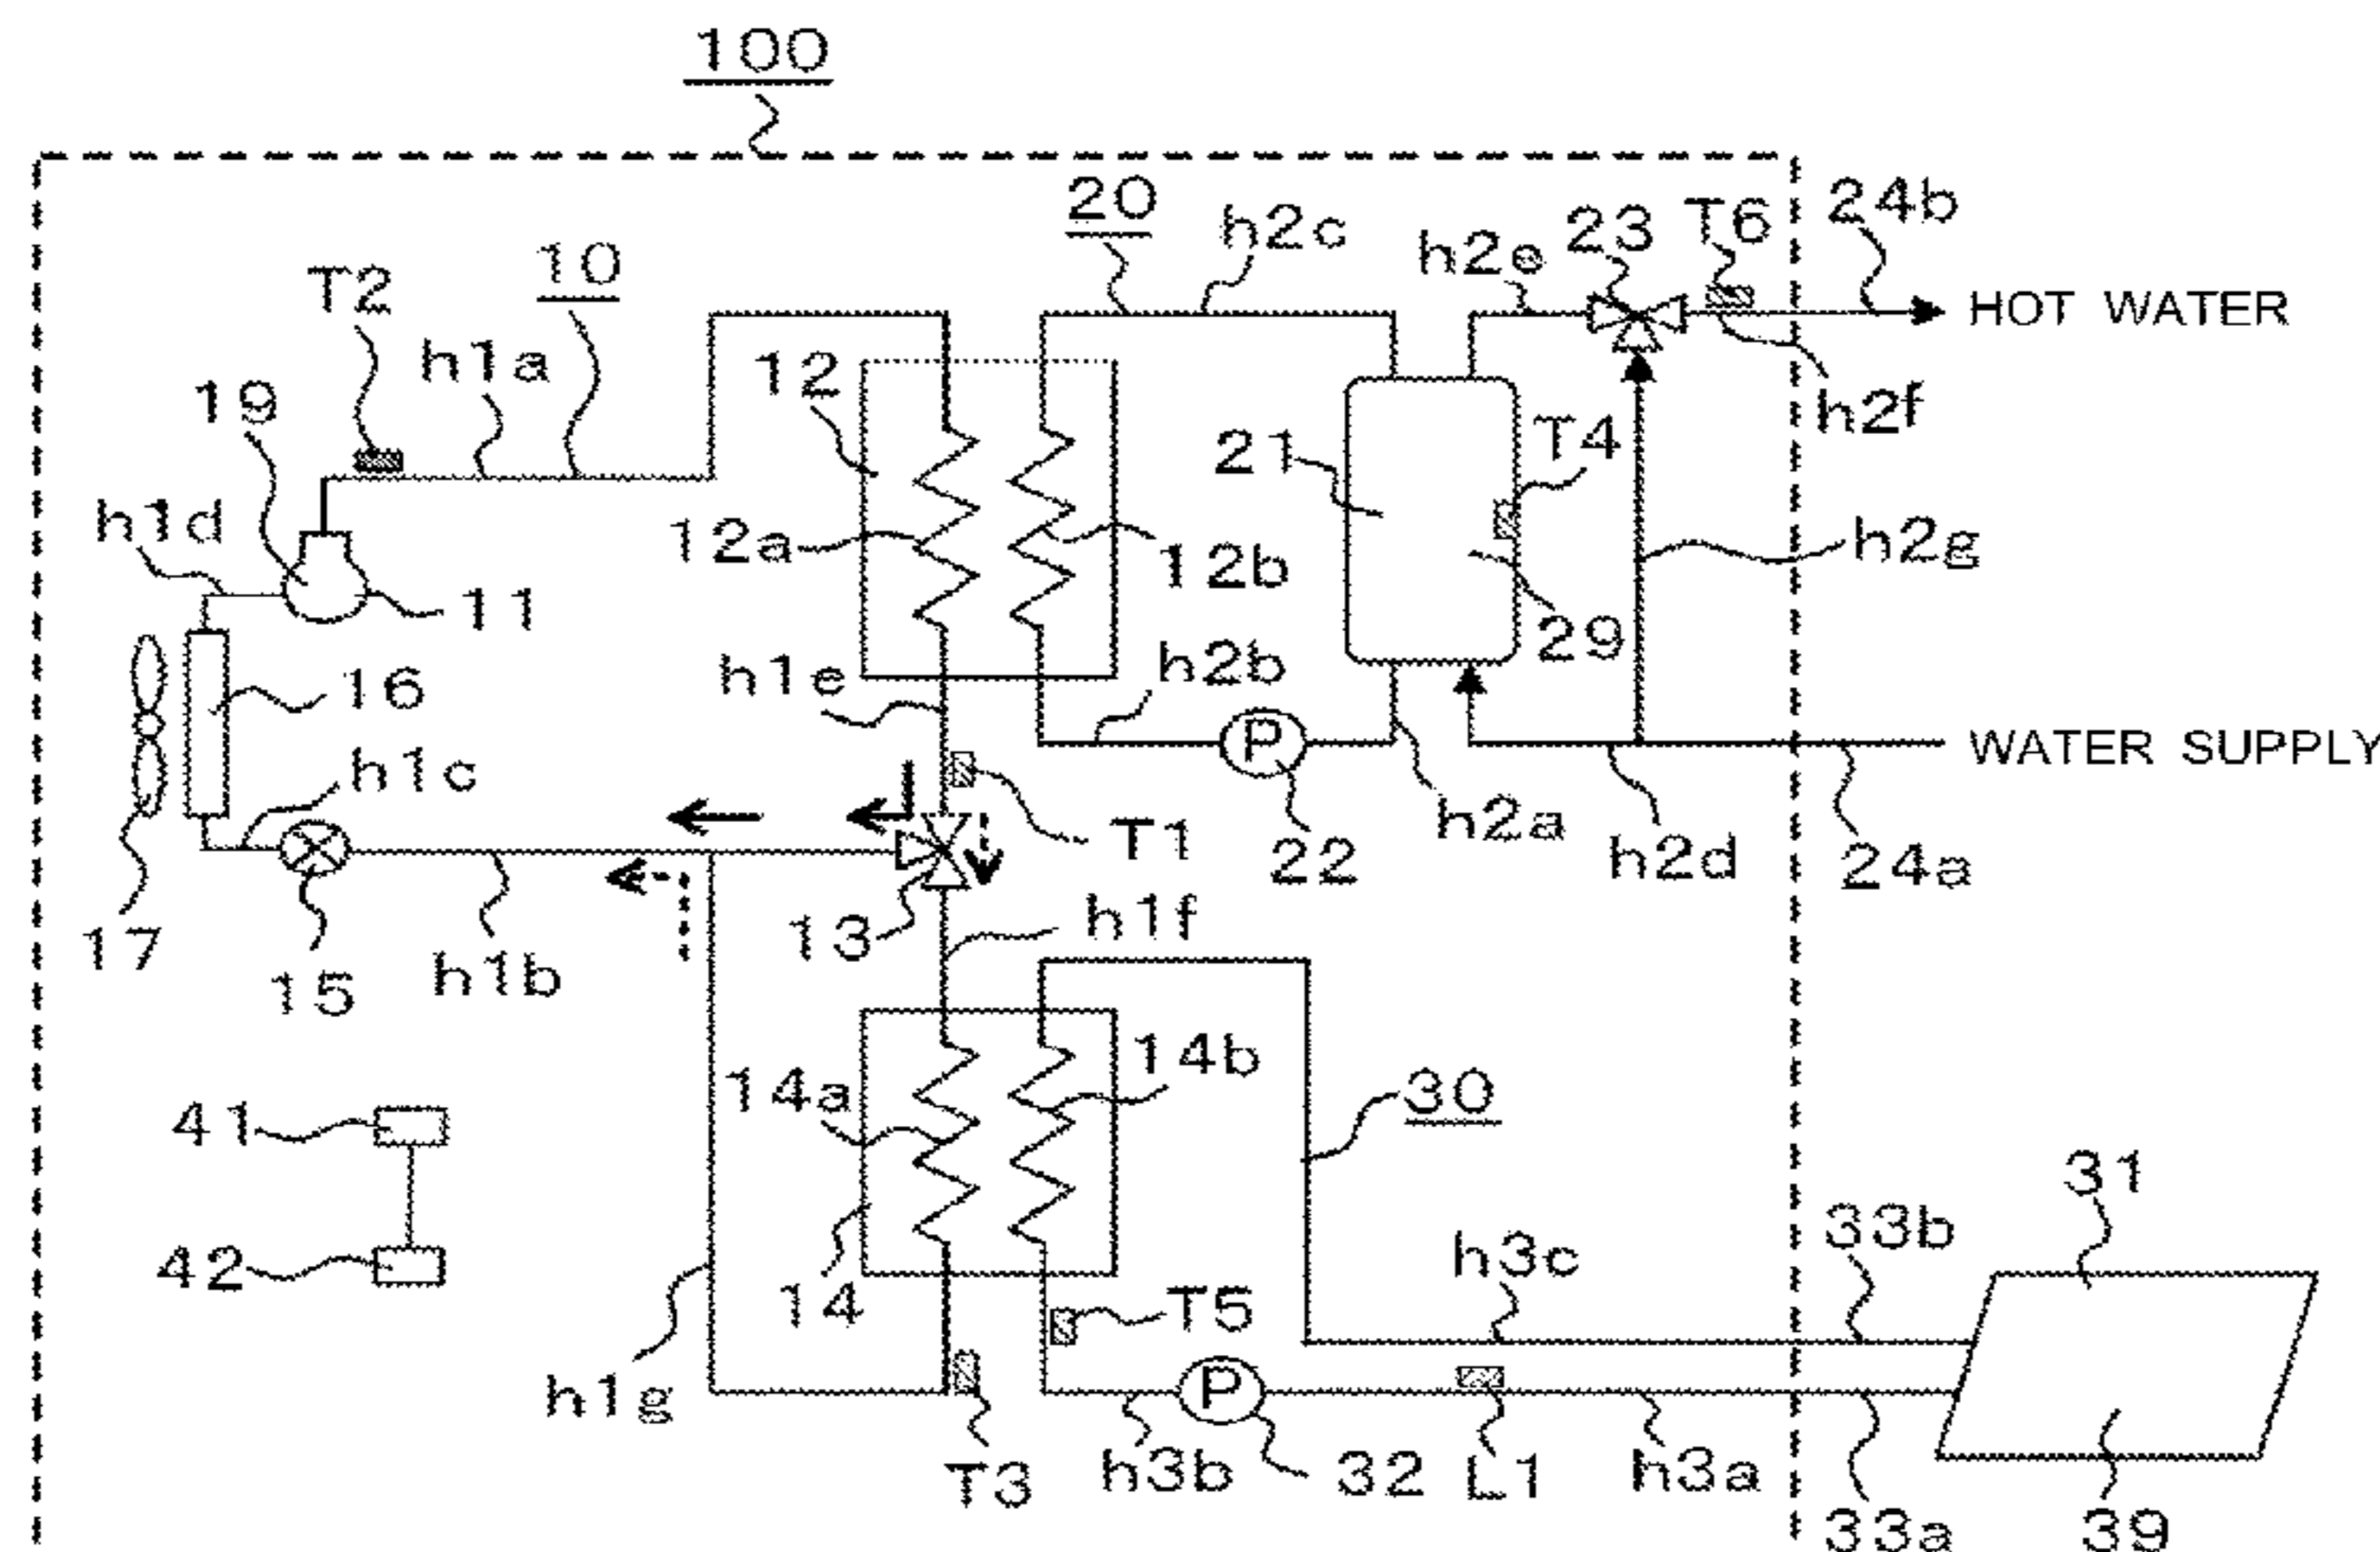 100
20 h2c h2e 23 T6 24b
T2 10
HOT WATER
h1a 12 h2f
19 21 T4
h1d 12a 12b h2g
11
29
16 h1e h2b
P
WATER SUPPLY
h1c
T1 22 h2a h2d 24a
17 13 h1f
15 h1b
14a 14b 30
41
31
33b
42 14 h3c
T5
P
h1g
T3 h3b 32 L1 h3a
33a 39